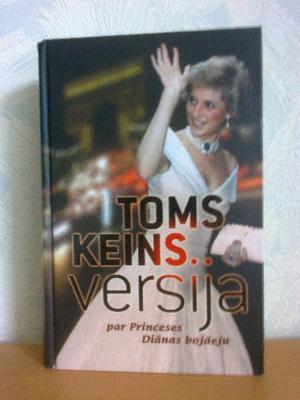 TOMS
KEINS..
versija
par Princeses
Diānas bojāeju